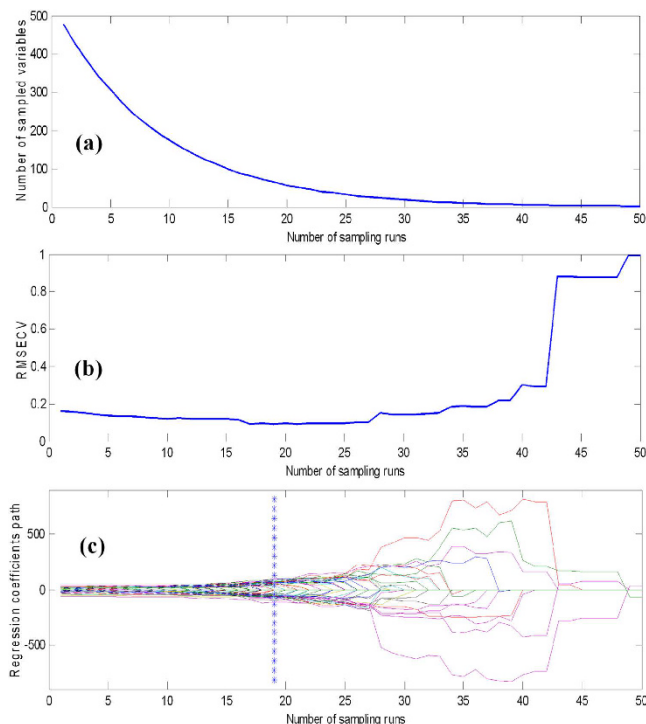 500
400
300
200
100
0
Number of sampled variables
(a)
0 5 10 15 20 25 30 35 40 45 50
Number of sampling runs
1
0.8
0.6
0.4
0.2
0
RMSECV
(b)
0 5 10 15 20 25 30 35 40 45 50
Number of sampling runs
500
0
-500
Regression coefficients path
(c)
0 5 10 15 20 25 30 35 40 45 50
Number of sampling runs